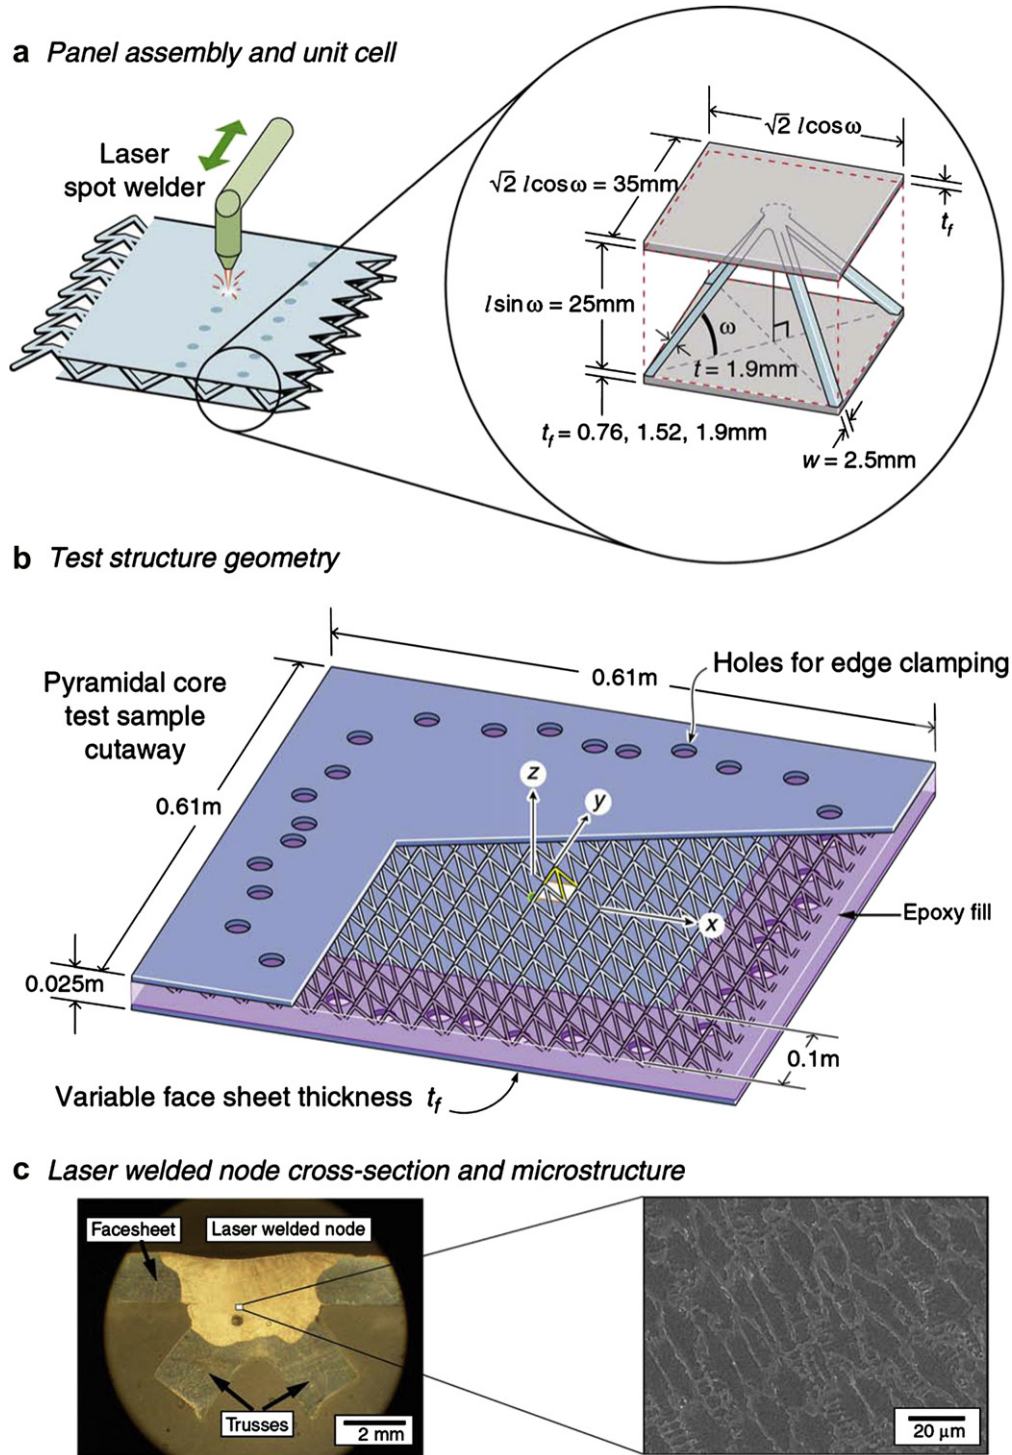 a Panel assembly and unit cell
Laser
spot welder
√2 lcosω
√2 lcosω = 35mm
t_f
lsinω = 25mm
ω
t = 1.9mm
t_f = 0.76, 1.52, 1.9mm
w = 2.5mm
b Test structure geometry
0.61m
Holes for edge clamping
Pyramidal core
test sample
cutaway
0.61m
z
y
x
Epoxy fill
0.025m
0.1m
Variable face sheet thickness t_f
c Laser welded node cross-section and microstructure
Facesheet
Laser welded node
Trusses
2 mm
20 µm